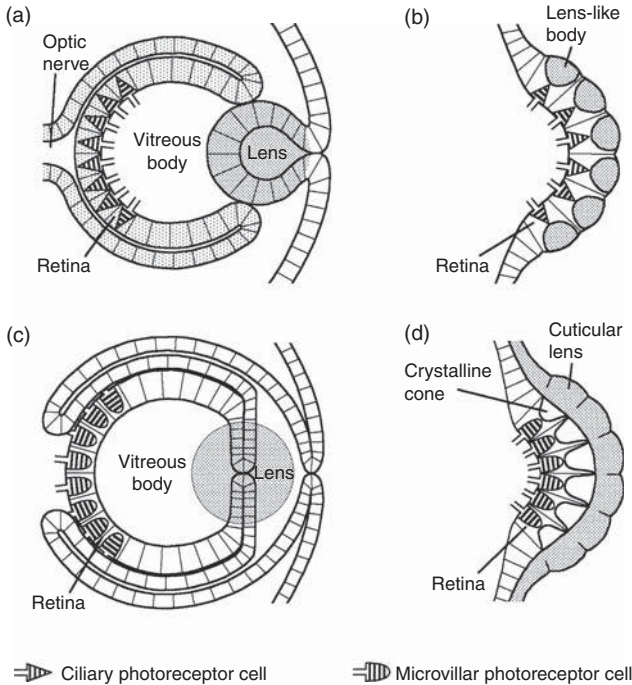 (a)
Optic
nerve
Vitreous
body
Lens
Retina
(b)
Lens-like
body
Retina
(c)
Vitreous
body
Lens
Retina
(d)
Cuticular
lens
Crystalline
cone
Retina
Ciliary photoreceptor cell
Microvillar photoreceptor cell